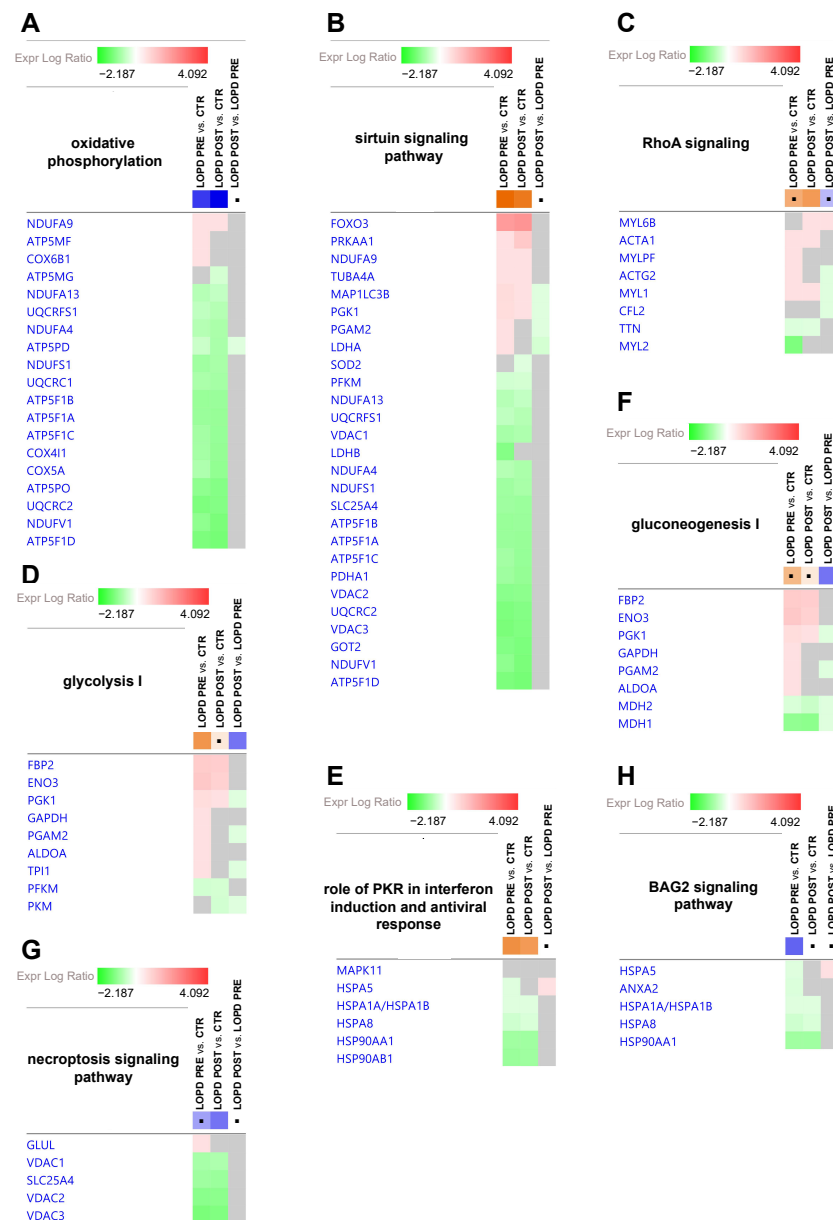 A
Expr Log Ratio
−2.187 4.092
oxidative
phosphorylation
LOPD PRE vs. CTR
LOPD POST vs. CTR
LOPD POST vs. LOPD PRE
NDUFA9
ATP5MF
COX6B1
ATP5MG
NDUFA13
UQCRFS1
NDUFA4
ATP5PD
NDUFS1
UQCRC1
ATP5F1B
ATP5F1A
ATP5F1C
COX4I1
COX5A
ATP5PO
UQCRC2
NDUFV1
ATP5F1D
B
Expr Log Ratio
−2.187 4.092
sirtuin signaling
pathway
LOPD PRE vs. CTR
LOPD POST vs. CTR
LOPD POST vs. LOPD PRE
FOXO3
PRKAA1
NDUFA9
TUBA4A
MAP1LC3B
PGK1
PGAM2
LDHA
SOD2
PFKM
NDUFA13
UQCRFS1
VDAC1
LDHB
NDUFA4
NDUFS1
SLC25A4
ATP5F1B
ATP5F1A
ATP5F1C
PDHA1
VDAC2
UQCRC2
VDAC3
GOT2
NDUFV1
ATP5F1D
C
Expr Log Ratio
−2.187 4.092
RhoA signaling
LOPD PRE vs. CTR
LOPD POST vs. CTR
LOPD POST vs. LOPD PRE
MYL6B
ACTA1
MYLPF
ACTG2
MYL1
CFL2
TTN
MYL2
D
Expr Log Ratio
−2.187 4.092
glycolysis I
LOPD PRE vs. CTR
LOPD POST vs. CTR
LOPD POST vs. LOPD PRE
FBP2
ENO3
PGK1
GAPDH
PGAM2
ALDOA
TPI1
PFKM
PKM
E
Expr Log Ratio
−2.187 4.092
role of PKR in interferon
induction and antiviral
response
LOPD PRE vs. CTR
LOPD POST vs. CTR
LOPD POST vs. LOPD PRE
MAPK11
HSPA5
HSPA1A/HSPA1B
HSPA8
HSP90AA1
HSP90AB1
F
Expr Log Ratio
−2.187 4.092
gluconeogenesis I
LOPD PRE vs. CTR
LOPD POST vs. CTR
LOPD POST vs. LOPD PRE
FBP2
ENO3
PGK1
GAPDH
PGAM2
ALDOA
MDH2
MDH1
G
Expr Log Ratio
−2.187 4.092
necroptosis signaling
pathway
LOPD PRE vs. CTR
LOPD POST vs. CTR
LOPD POST vs. LOPD PRE
GLUL
VDAC1
SLC25A4
VDAC2
VDAC3
H
Expr Log Ratio
−2.187 4.092
BAG2 signaling
pathway
LOPD PRE vs. CTR
LOPD POST vs. CTR
LOPD POST vs. LOPD PRE
HSPA5
ANXA2
HSPA1A/HSPA1B
HSPA8
HSP90AA1